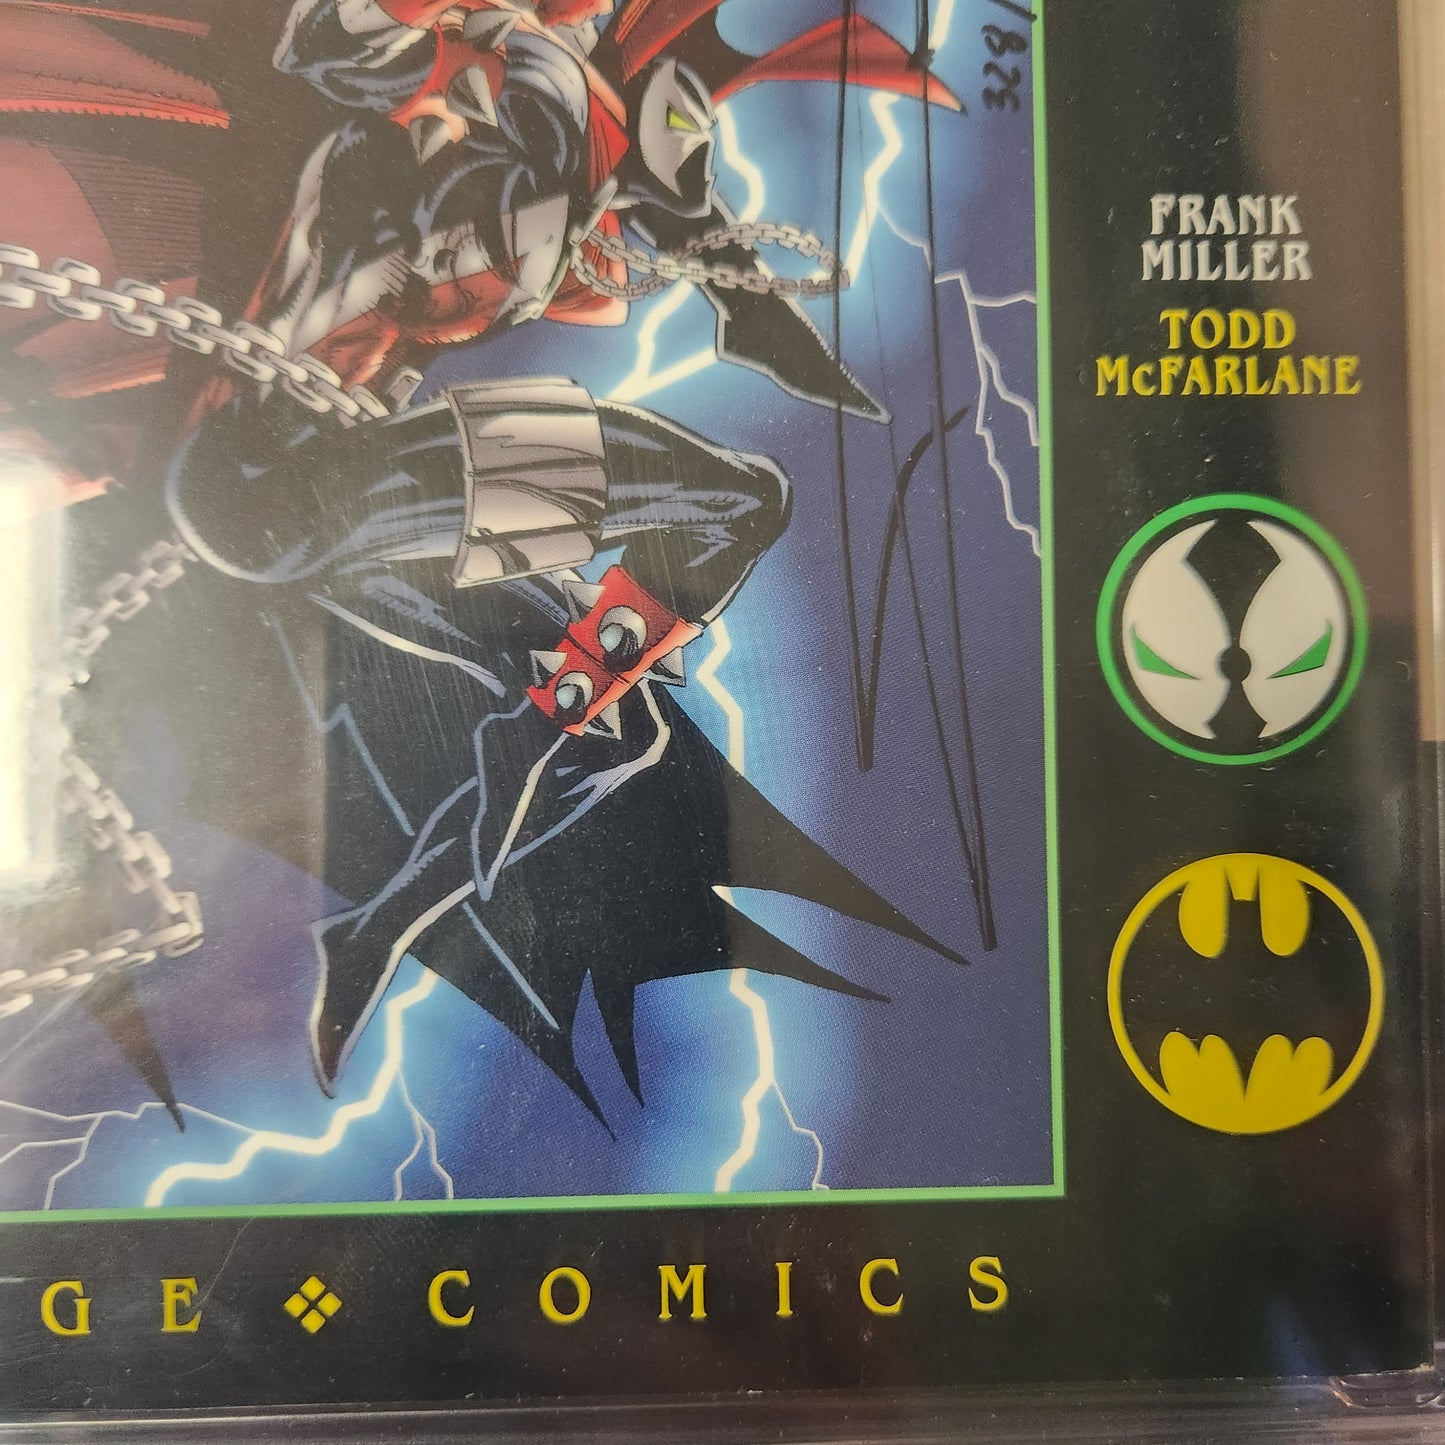 328/
FRANK
MILLER
TODD
McFARLANE
GE COMICS